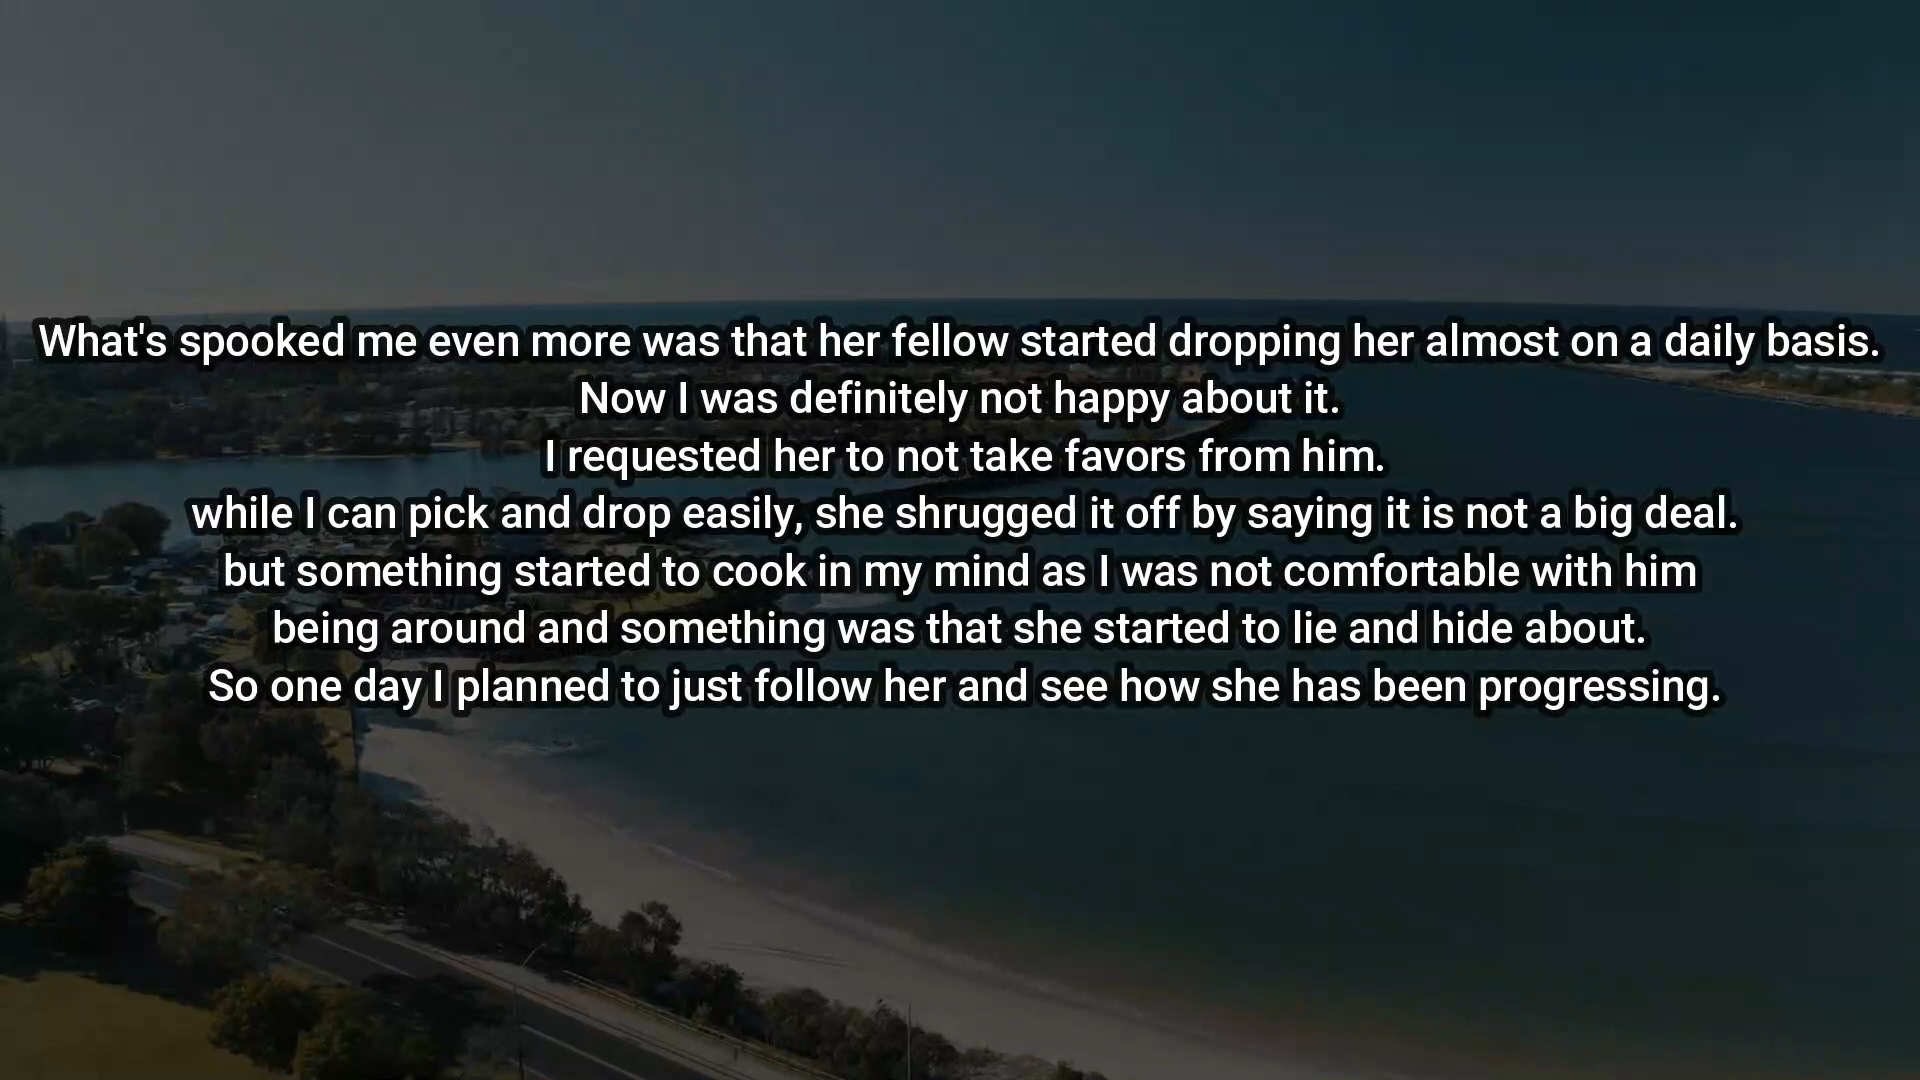 What's spooked me even more was that her fellow started dropping her almost on a daily basis.
Now I was definitely not happy about it.
I requested her to not take favors from him.
while I can pick and drop easily, she shrugged it off by saying it is not a big deal.
but something started to cook in my mind as I was not comfortable with him
being around and something was that she started to lie and hide about.
So one day I planned to just follow her and see how she has been progressing.